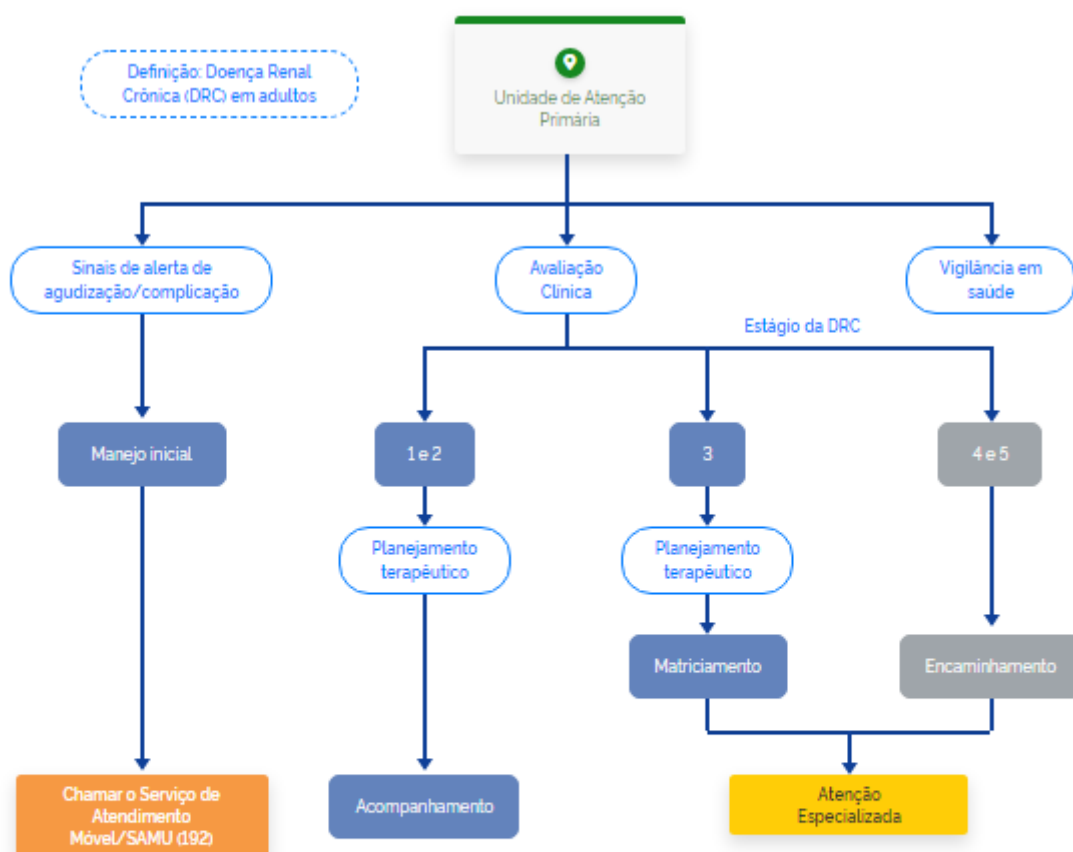 Definição: Doença Renal
Crônica (DRC) em adultos
Unidade de Atenção
Primária
Sinais de alerta de
agudização/complicação
Avaliação
Clínica
Vigilância em
saúde
Estágio da DRC
Manejo inicial
1 e 2
3
4 e 5
Planejamento
terapêutico
Planejamento
terapêutico
Matriciamento
Encaminhamento
Chamar o Serviço de
Atendimento
Móvel/SAMU (192)
Acompanhamento
Atenção
Especializada